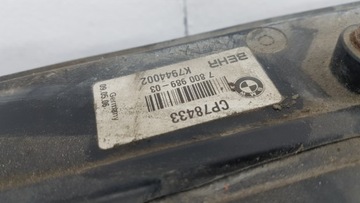 CP78433
7 800 989 - 03
K7944002
BEHR
Germany
09.05.06